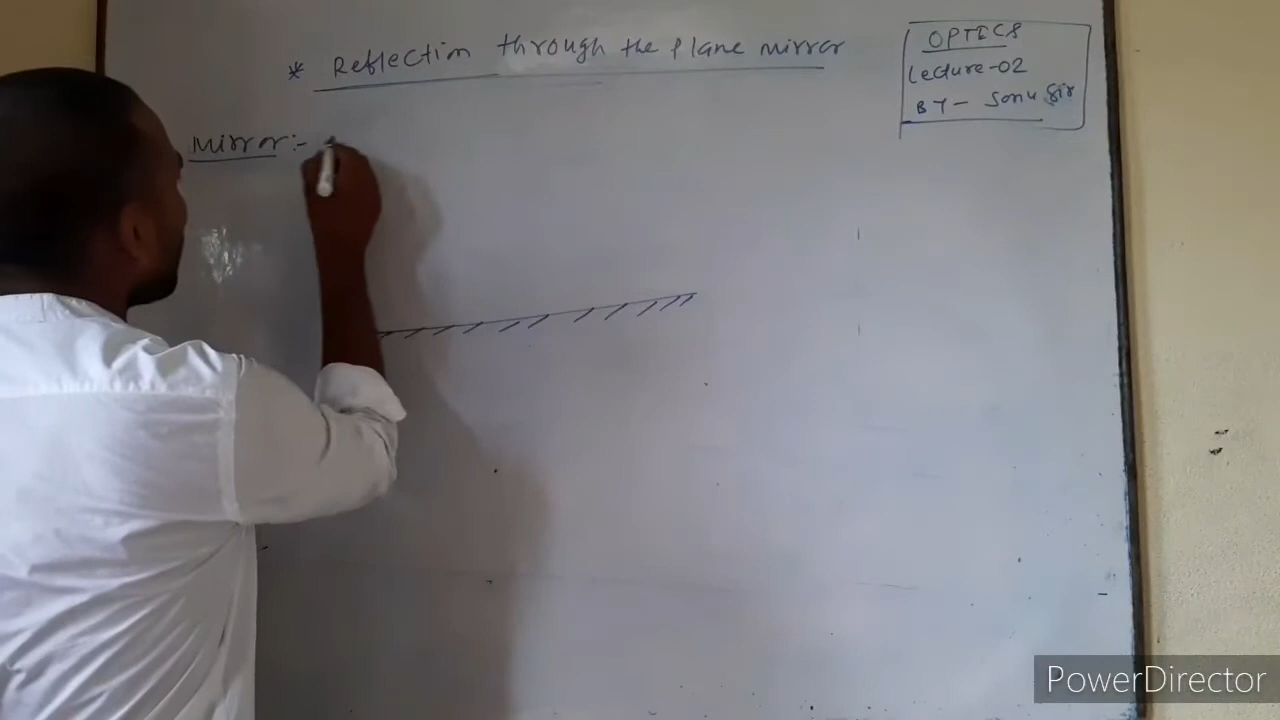 * Reflection through the plane mirror
OPTICS
Lecture-02
BY - Sonu Sir
Mirror:-
PowerDirector